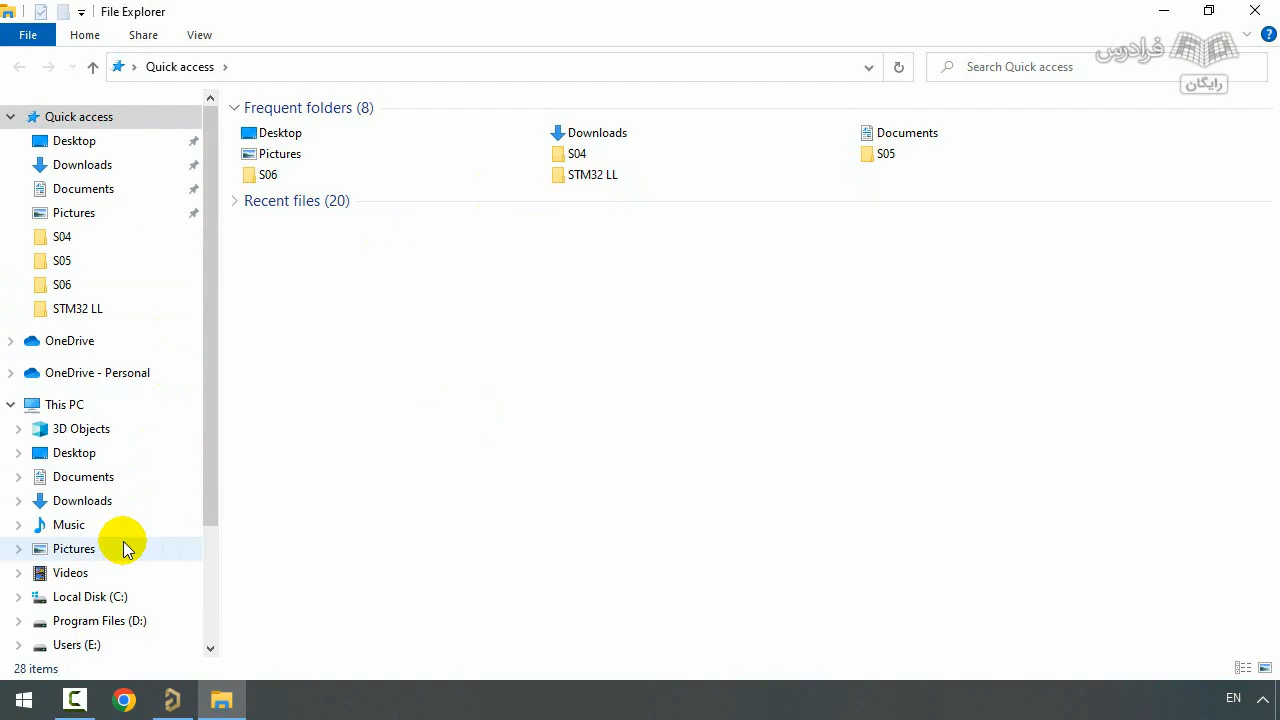 File Explorer
File
Home
Share
View
فرادرس
رایگان
Quick access
Search Quick access
Quick access
Desktop
Downloads
Documents
Pictures
S04
S05
S06
STM32 LL
OneDrive
OneDrive - Personal
This PC
3D Objects
Desktop
Documents
Downloads
Music
Pictures
Videos
Local Disk (C:)
Program Files (D:)
Users (E:)
Frequent folders (8)
Desktop
Downloads
Documents
Pictures
S04
S05
S06
STM32 LL
Recent files (20)
28 items
EN